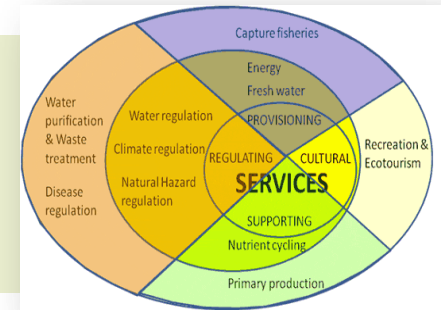 Capture fisheries
Energy
Fresh water
PROVISIONING
Water
purification
& Waste
treatment
Disease
regulation
Water regulation
Climate regulation
Natural Hazard
regulation
REGULATING
CULTURAL
Recreation &
Ecotourism
SERVICES
SUPPORTING
Nutrient cycling
Primary production